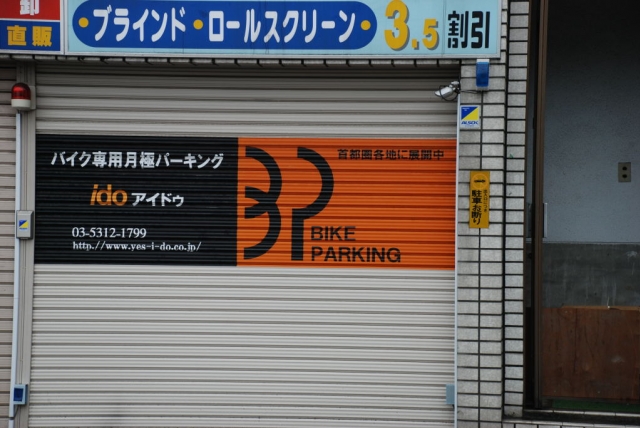 卸
直販
・ブラインド・ロールスクリーン・
3.5割引
バイク専用月極パーキング
ido アイドゥ
03-5312-1799
http://www.yes-i-do.co.jp/
首都圏各地に展開中
BP
BIKE
PARKING
ALSOK
駐車お断り